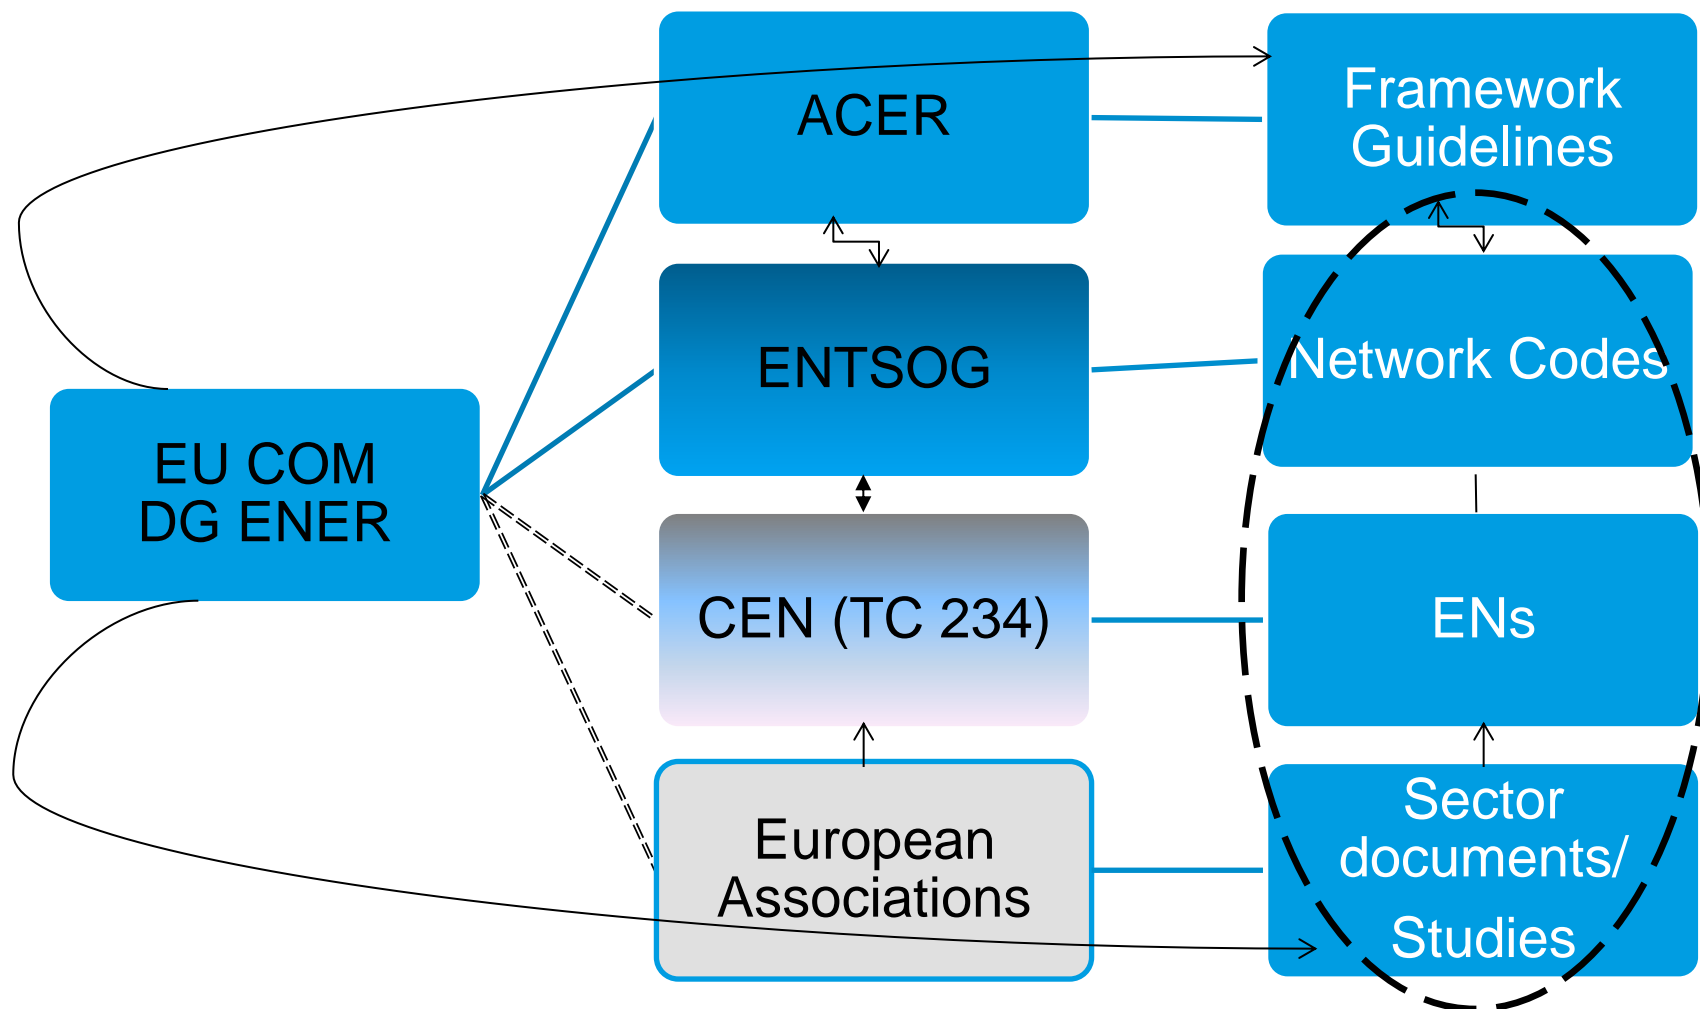 ACER
Framework
Guidelines
ENTSOG
Network Codes
EU COM
DG ENER
CEN (TC 234)
ENs
European
Associations
Sector
documents/
Studies